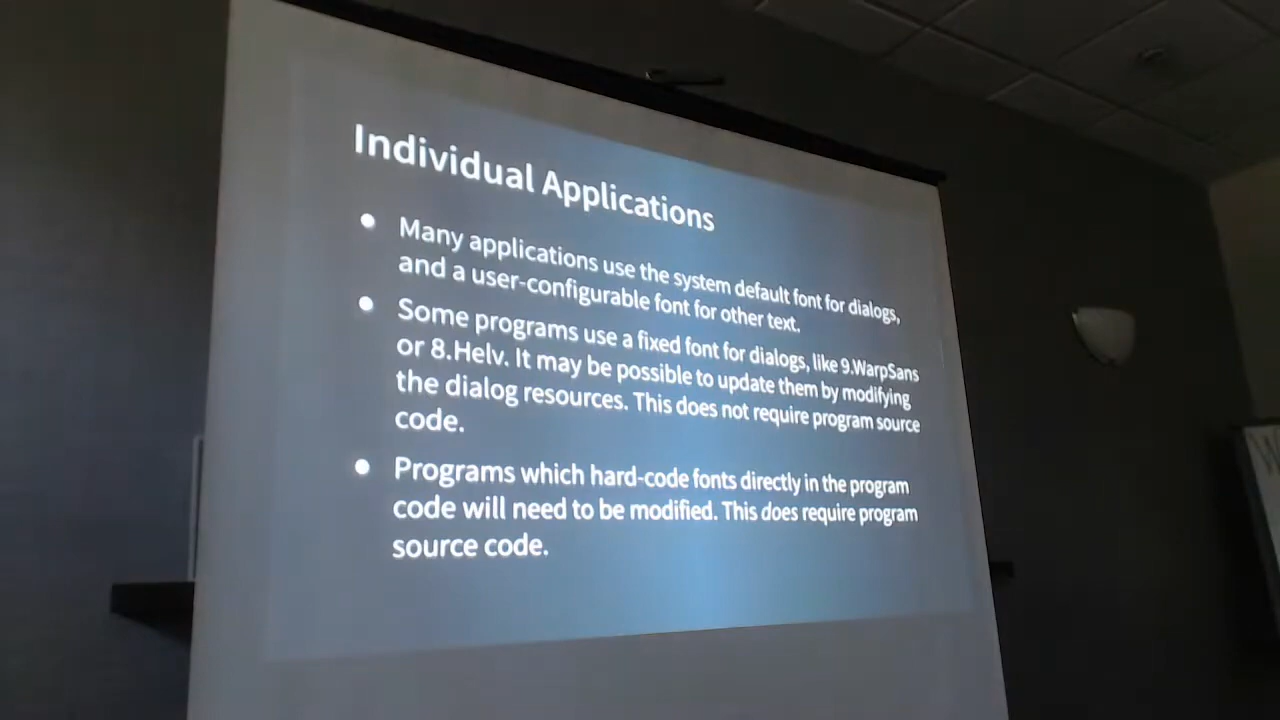 Individual Applications
• Many applications use the system default font for dialogs,
and a user-configurable font for other text.
• Some programs use a fixed font for dialogs, like 9.WarpSans
or 8.Helv. It may be possible to update them by modifying
the dialog resources. This does not require program source
code.
• Programs which hard-code fonts directly in the program
code will need to be modified. This does require program
source code.